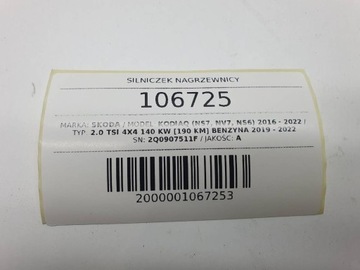 SILNICZEK NAGRZEWNICY
106725
MARKA: SKODA / MODEL: KODIAQ (NS7, NV7, NS6) 2016 - 2022 /
TYP: 2.0 TSI 4X4 140 KW [190 KM] BENZYNA 2019 - 2022
SN: 2Q0907511F / JAKOŚĆ: A
2000001067253